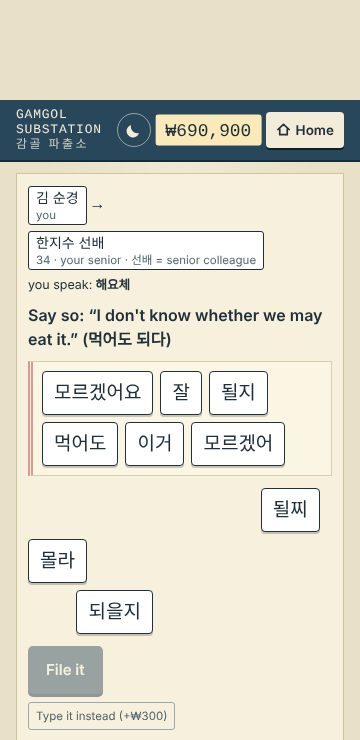 GAMGOL
SUBSTATION
감골 파출소
₩690,900
Home
김 순경
you
→
한지수 선배
34 · your senior · 선배 = senior colleague
you speak: 해요체
Say so: “I don't know whether we may
eat it.” (먹어도 되다)
모르겠어요 잘 될지
먹어도 이거 모르겠어
될찌
몰라
되을지
File it
Type it instead (+₩300)